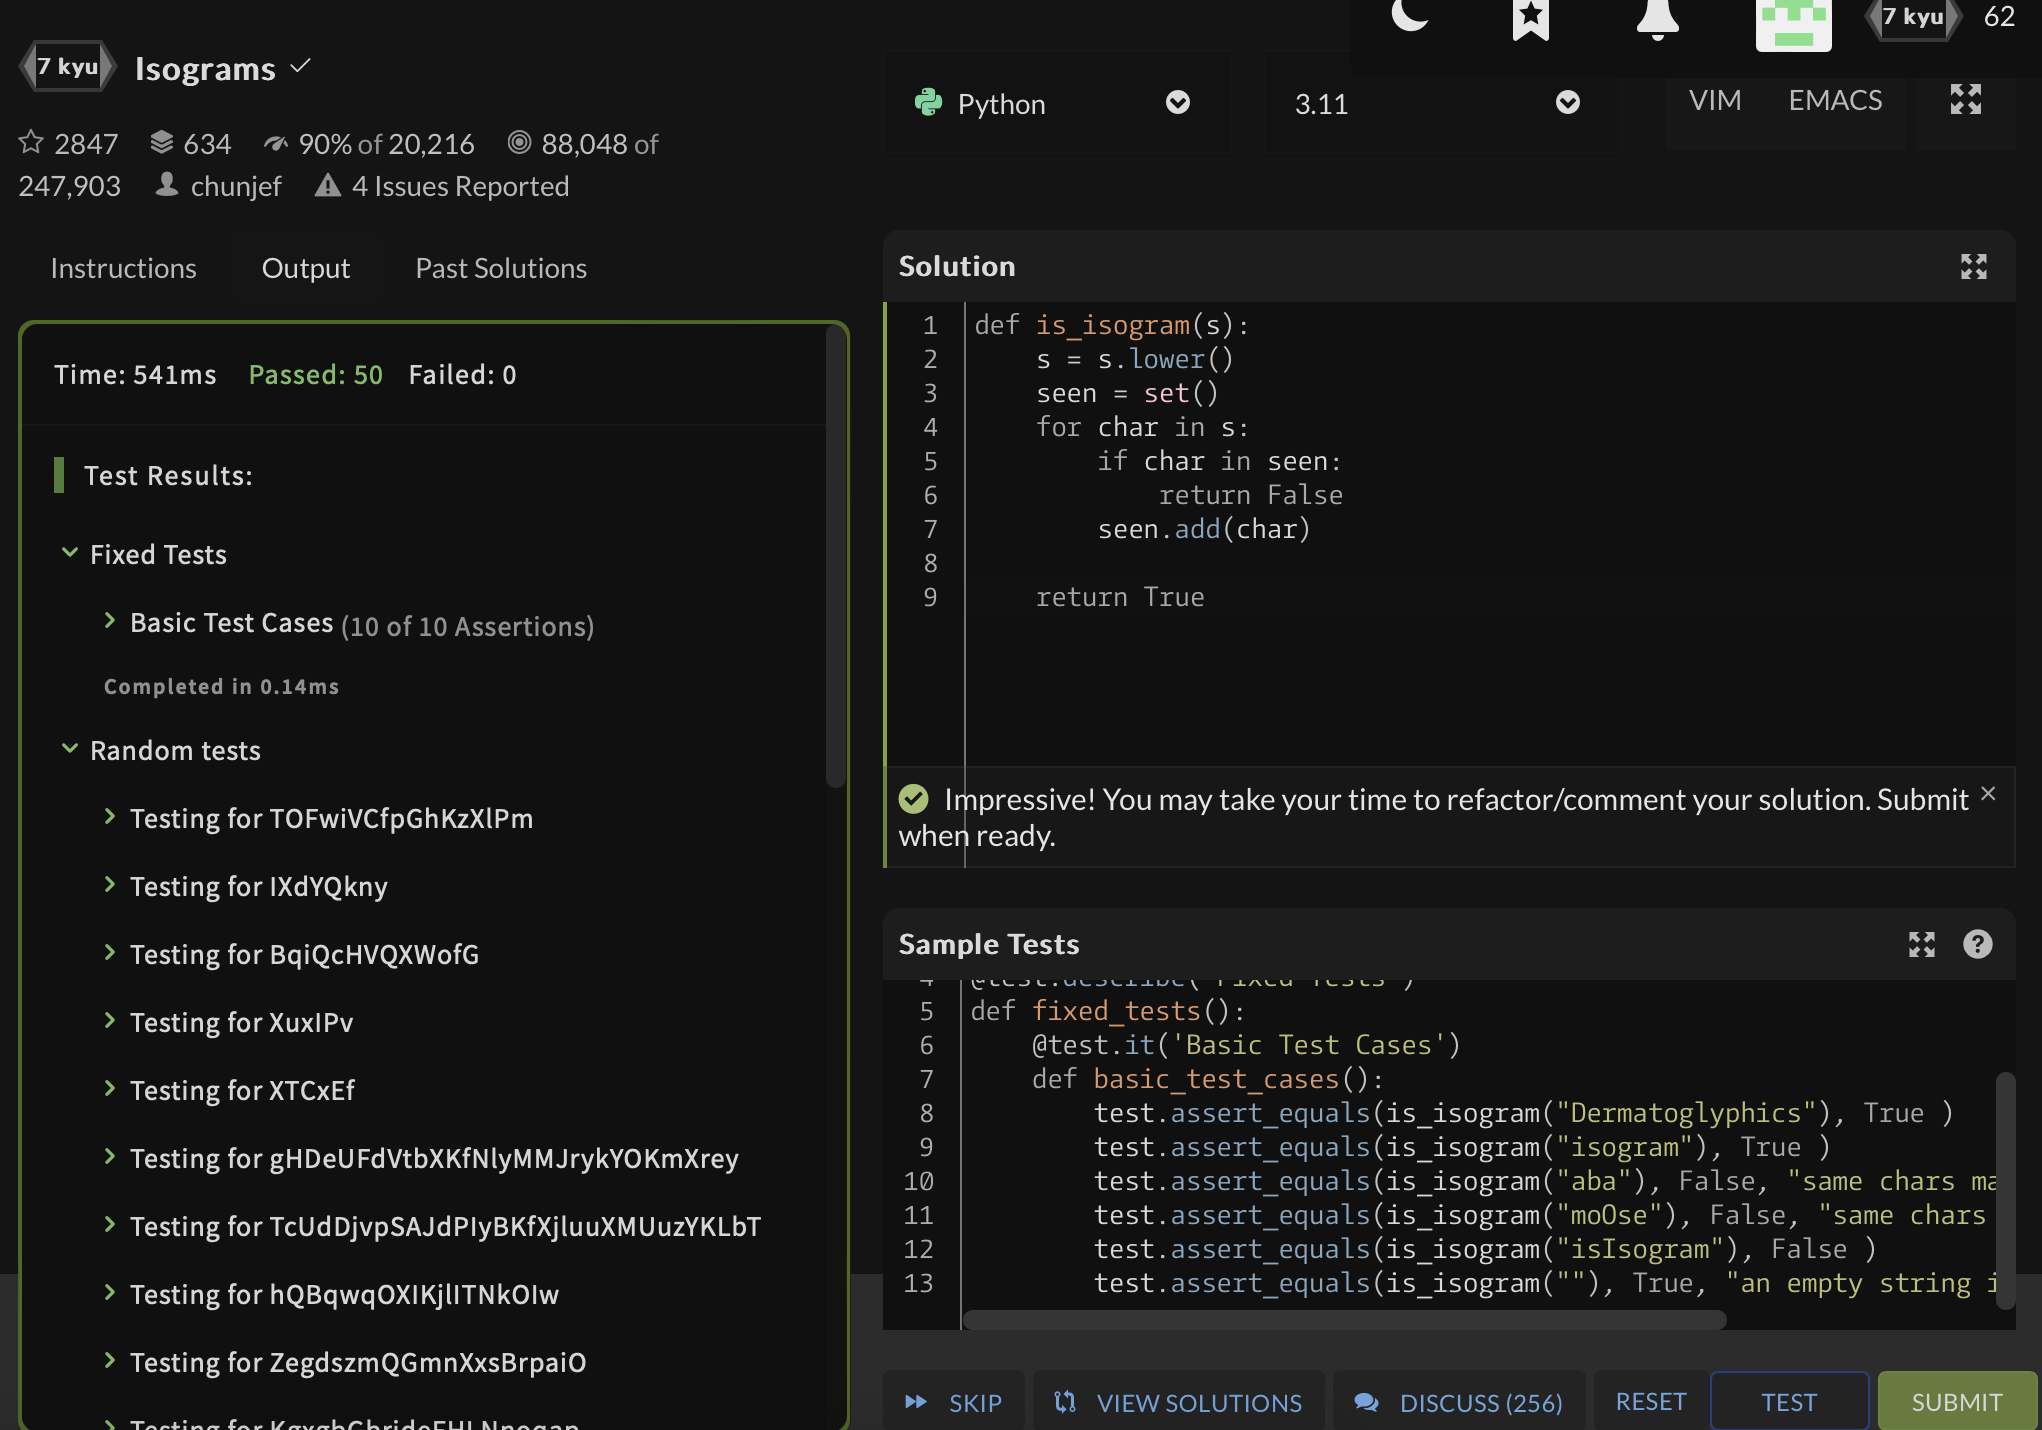 7 kyu 62
7 kyu Isograms
2847 634 90% of 20,216 88,048 of
247,903 chunjef 4 Issues Reported
Instructions Output Past Solutions
Time: 541ms Passed: 50 Failed: 0
Test Results:
Fixed Tests
Basic Test Cases (10 of 10 Assertions)
Completed in 0.14ms
Random tests
Testing for TOFwiVCfpGhKzXlPm
Testing for IXdYQkny
Testing for BqiQcHVQXWofG
Testing for XuxIPv
Testing for XTCxEf
Testing for gHDeUFdVtbXKfNlyMMJrykYOKmXrey
Testing for TcUdDjvpSAJdPIyBKfXjluuXMUuzYKLbT
Testing for hQBqwqOXIKjlITNkOIw
Testing for ZegdszmQGmnXxsBrpaiO
Python 3.11 VIM EMACS
Solution
1 def is_isogram(s):
2 s = s.lower()
3 seen = set()
4 for char in s:
5 if char in seen:
6 return False
7 seen.add(char)
8
9 return True
Impressive! You may take your time to refactor/comment your solution. Submit
when ready.
Sample Tests
4 @test.describe('Fixed Tests')
5 def fixed_tests():
6 @test.it('Basic Test Cases')
7 def basic_test_cases():
8 test.assert_equals(is_isogram("Dermatoglyphics"), True )
9 test.assert_equals(is_isogram("isogram"), True )
10 test.assert_equals(is_isogram("aba"), False, "same chars ma
11 test.assert_equals(is_isogram("moOse"), False, "same chars
12 test.assert_equals(is_isogram("isIsogram"), False )
13 test.assert_equals(is_isogram(""), True, "an empty string i
SKIP VIEW SOLUTIONS DISCUSS (256) RESET TEST SUBMIT